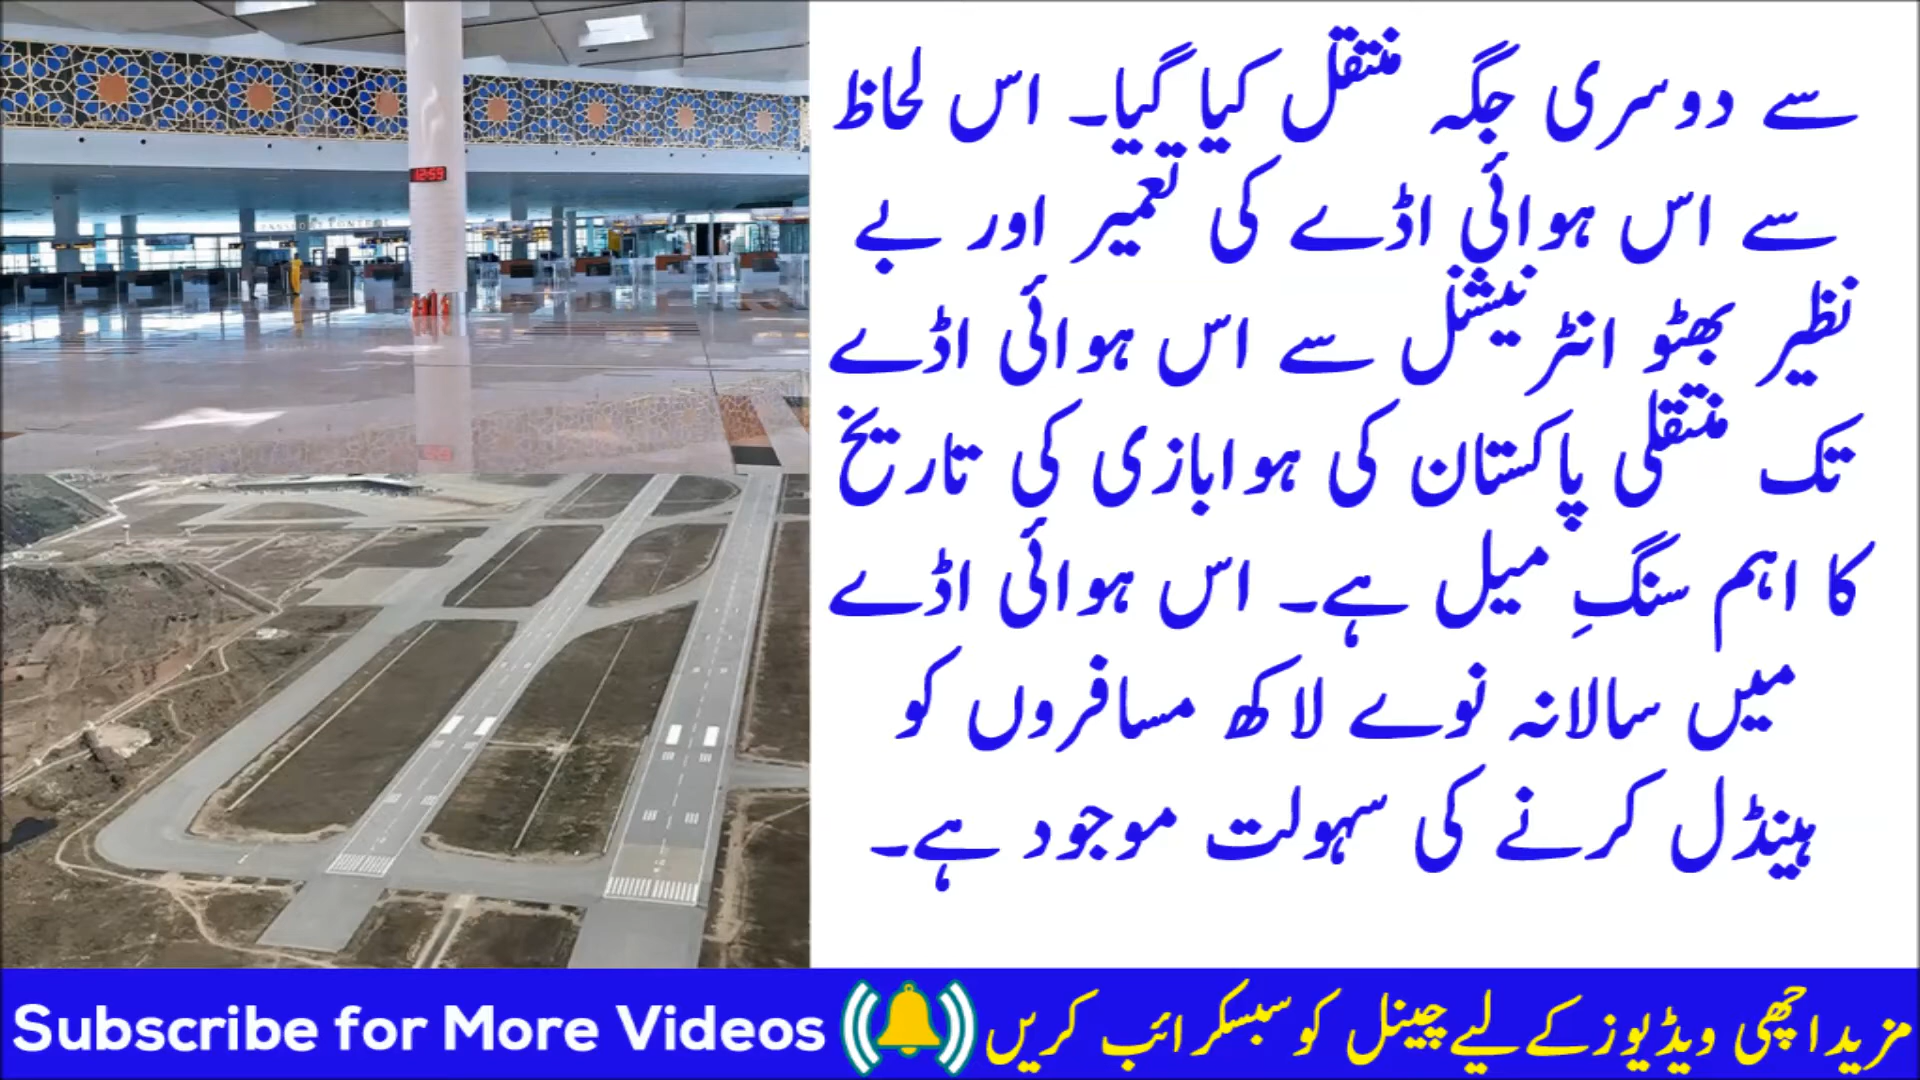 سے دوسری جگہ منتقل کیا گیا۔ اس لحاظ
سے اس ہوائی اڈے کی تعمیر اور بے
نظیر بھٹو انٹرنیشنل سے اس ہوائی اڈے
تک منتقلی پاکستان کی ہوابازی کی تاریخ
کا اہم سنگِ میل ہے۔ اس ہوائی اڈے
میں سالانہ نوے لاکھ مسافروں کو
ہینڈل کرنے کی سہولت موجود ہے۔
12:59
Subscribe for More Videos
مزید اچھی ویڈیوز کے لیے چینل کو سبسکرائب کریں